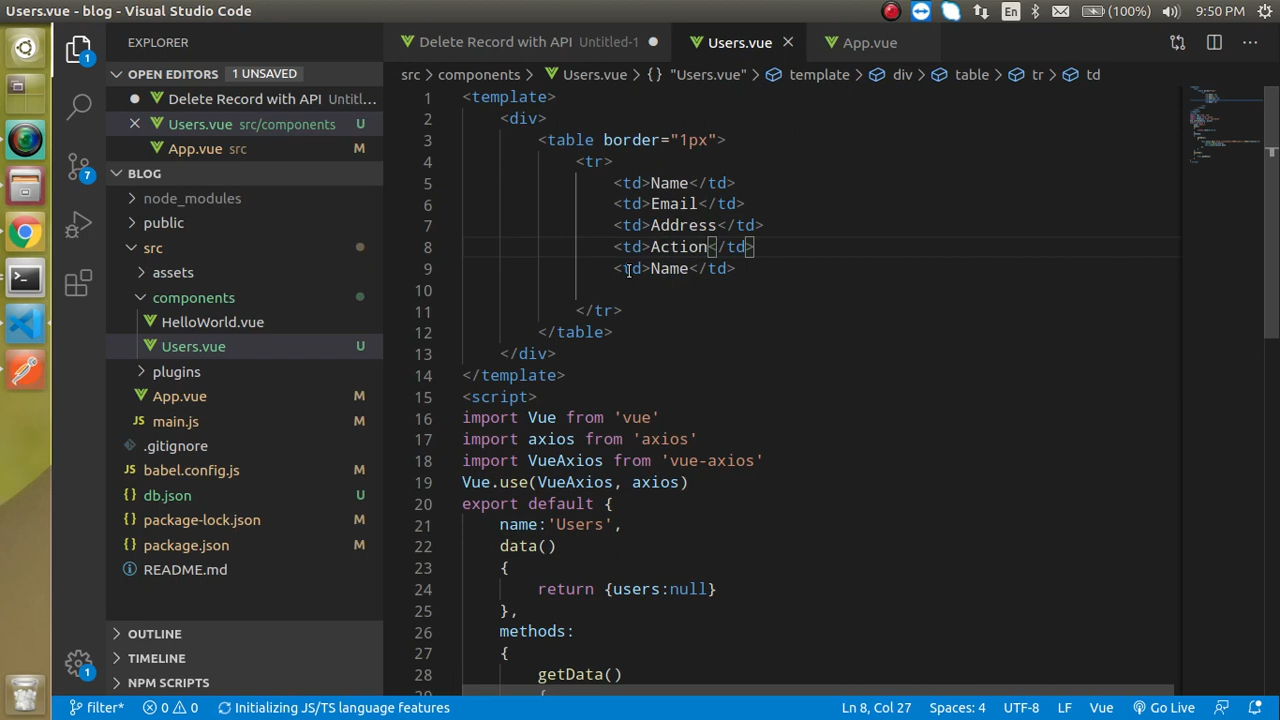 Users.vue - blog - Visual Studio Code
En
(100%)
9:50 PM
EXPLORER
Delete Record with API Untitled-1
Users.vue
App.vue
OPEN EDITORS 1 UNSAVED
Delete Record with API Untitl...
Users.vue src/components U
App.vue src M
BLOG
node_modules
public
src
assets
components
HelloWorld.vue
Users.vue U
plugins
App.vue M
main.js M
.gitignore
babel.config.js M
db.json U
package-lock.json M
package.json M
README.md
OUTLINE
TIMELINE
NPM SCRIPTS
1
7
1
src > components > Users.vue > {} "Users.vue" > template > div > table > tr > td
1 <template>
2 <div>
3 <table border="1px">
4 <tr>
5 <td>Name</td>
6 <td>Email</td>
7 <td>Address</td>
8 <td>Action</td>
9 <td>Name</td>
10
11 </tr>
12 </table>
13 </div>
14 </template>
15 <script>
16 import Vue from 'vue'
17 import axios from 'axios'
18 import VueAxios from 'vue-axios'
19 Vue.use(VueAxios, axios)
20 export default {
21 name:'Users',
22 data()
23 {
24 return {users:null}
25 },
26 methods:
27 {
28 getData()
29 {
filter* 0 0 Initializing JS/TS language features
Ln 8, Col 27 Spaces: 4 UTF-8 LF Vue Go Live